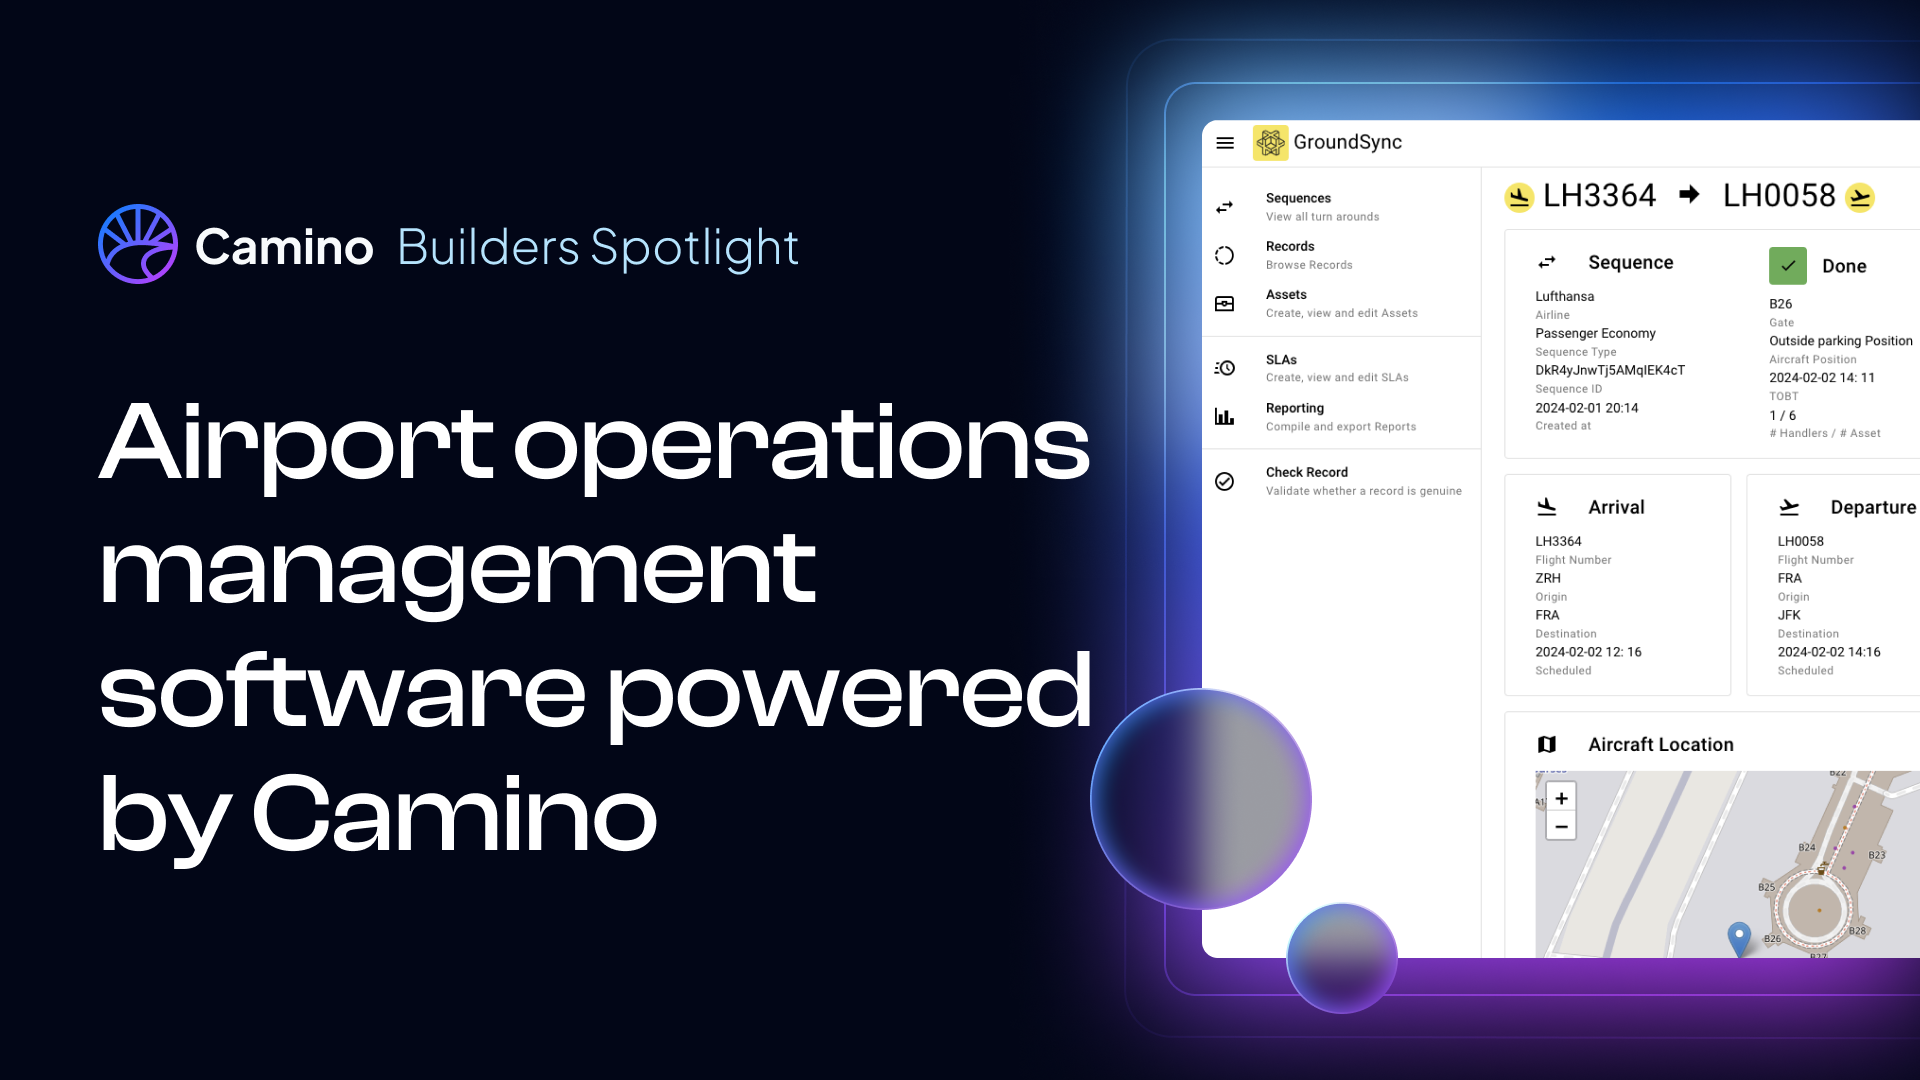 Camino Builders Spotlight
Airport operations
management
software powered
by Camino
GroundSync
Sequences
View all turn arounds
Records
Browse Records
Assets
Create, view and edit Assets
SLAs
Create, view and edit SLAs
Reporting
Compile and export Reports
Check Record
Validate whether a record is genuine
LH3364 LH0058
Sequence
Lufthansa
Airline
Passenger Economy
Sequence Type
DkR4yJnwTj5AMqIEK4cT
Sequence ID
2024-02-01 20:14
Created at
Done
B26
Gate
Outside parking Position
Aircraft Position
2024-02-02 14: 11
TOBT
1 / 6
# Handlers / # Asset
Arrival
LH3364
Flight Number
ZRH
Origin
FRA
Destination
2024-02-02 12: 16
Scheduled
Departure
LH0058
Flight Number
FRA
Origin
JFK
Destination
2024-02-02 14:16
Scheduled
Aircraft Location
+
−
B22
B24
B23
B25
B28
B26
B27